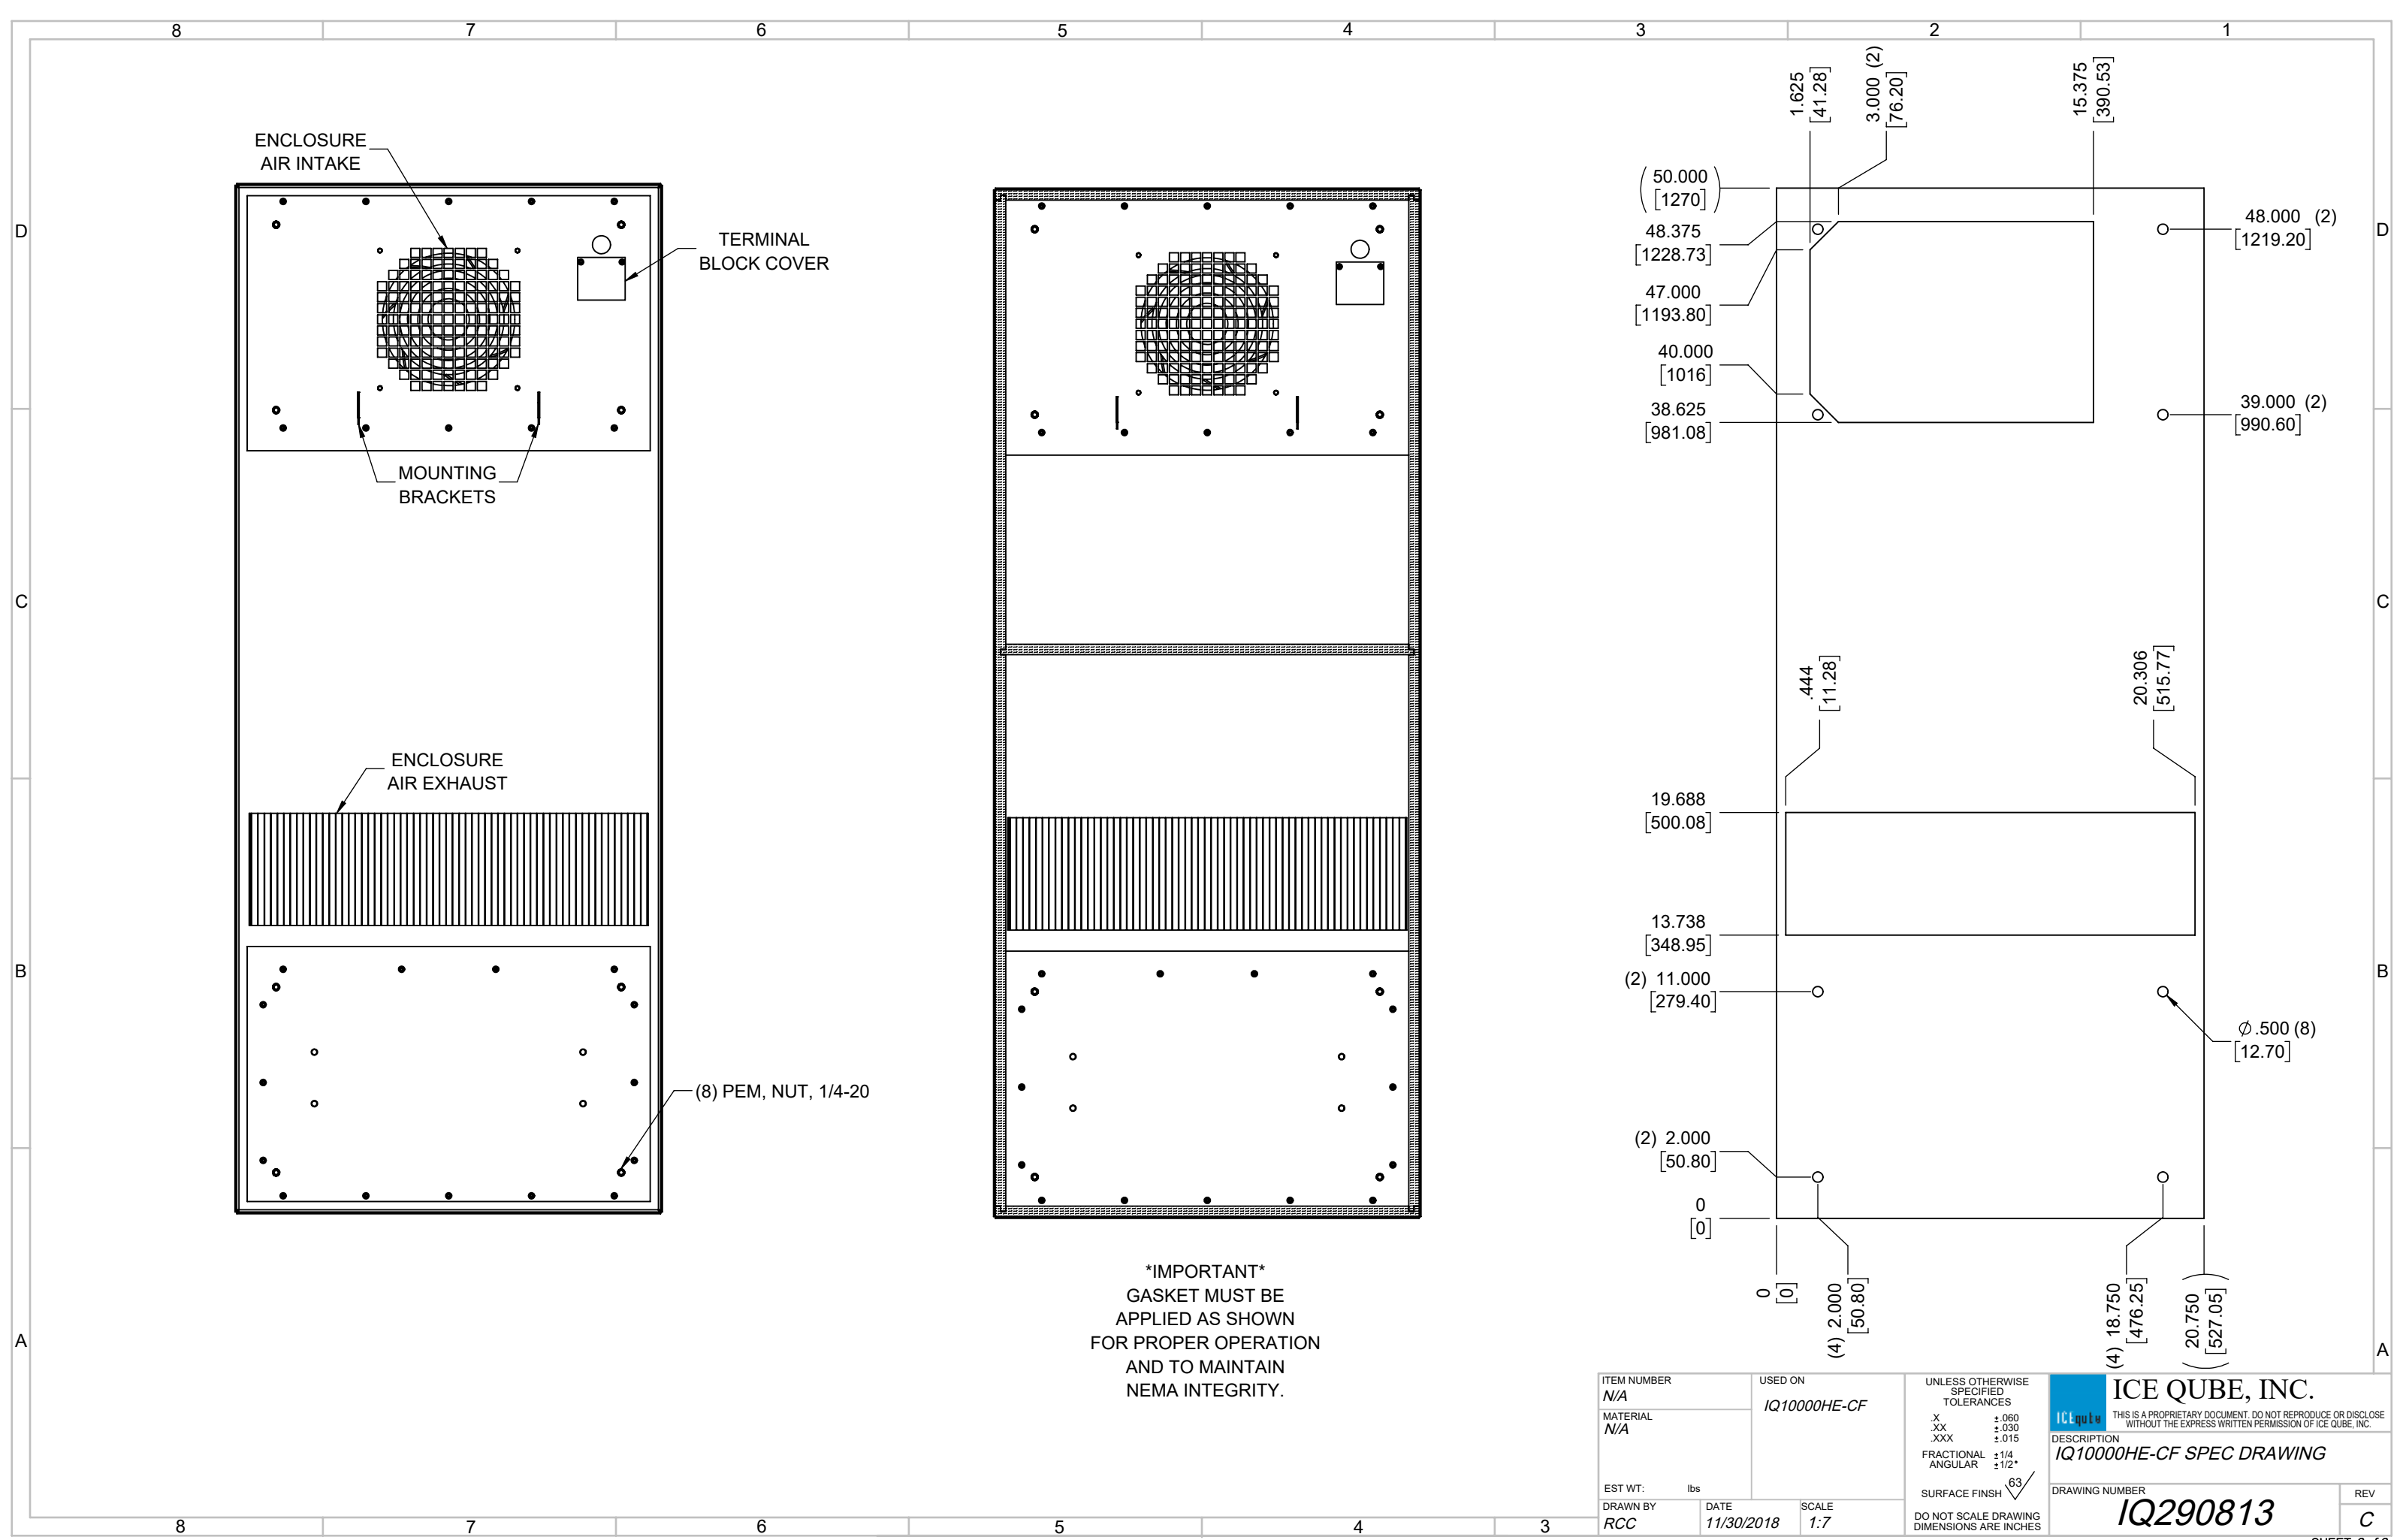 8 7 6 5 4 3 2 1
D
C
B
A
ENCLOSURE
AIR INTAKE
TERMINAL
BLOCK COVER
MOUNTING
BRACKETS
ENCLOSURE
AIR EXHAUST
(8) PEM, NUT, 1/4-20
*IMPORTANT*
GASKET MUST BE
APPLIED AS SHOWN
FOR PROPER OPERATION
AND TO MAINTAIN
NEMA INTEGRITY.
1.625
[41.28]
3.000 (2)
[76.20]
15.375
[390.53]
(50.000
[1270])
48.375
[1228.73]
47.000
[1193.80]
40.000
[1016]
38.625
[981.08]
48.000 (2)
[1219.20]
39.000 (2)
[990.60]
.444
[11.28]
20.306
[515.77]
19.688
[500.08]
13.738
[348.95]
(2) 11.000
[279.40]
Ø.500 (8)
[12.70]
(2) 2.000
[50.80]
0
[0]
0
[0]
(4) 2.000
[50.80]
(4) 18.750
[476.25]
(20.750
[527.05])
D
C
B
A
ITEM NUMBER
N/A
MATERIAL
N/A
EST WT: lbs
USED ON
IQ10000HE-CF
DRAWN BY
RCC
DATE
11/30/2018
SCALE
1:7
UNLESS OTHERWISE
SPECIFIED
TOLERANCES
.X ±.060
.XX ±.030
.XXX ±.015
FRACTIONAL ±1/4
ANGULAR ±1/2°
SURFACE FINSH 63
DO NOT SCALE DRAWING
DIMENSIONS ARE INCHES
ICEqube
ICE QUBE, INC.
THIS IS A PROPRIETARY DOCUMENT. DO NOT REPRODUCE OR DISCLOSE
WITHOUT THE EXPRESS WRITTEN PERMISSION OF ICE QUBE, INC.
DESCRIPTION
IQ10000HE-CF SPEC DRAWING
DRAWING NUMBER
IQ290813
REV
C
8 7 6 5 4 3